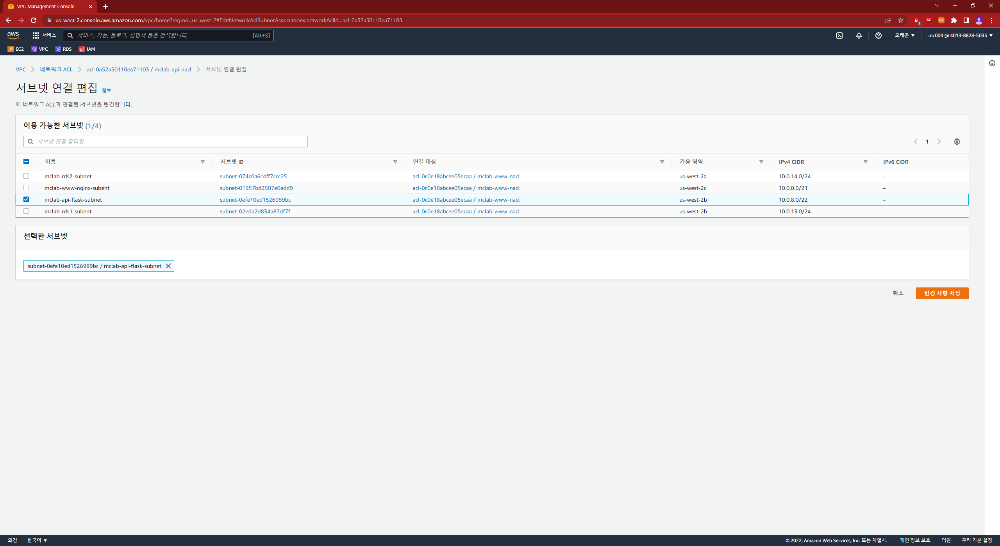 VPC Management Console
us-west-2.console.aws.amazon.com/vpc/home?region=us-west-2#EditNetworkAclSubnetAssociations:networkAclId=acl-0a52a50110ea71103
1
aws 서비스 서비스, 기능, 블로그, 설명서 등을 검색합니다. [Alt+S] 오레곤 mc004 @ 4013-8828-5035
EC2 VPC RDS IAM
VPC 네트워크 ACL acl-0a52a50110ea71103 / mclab-api-nacl 서브넷 연결 편집
서브넷 연결 편집 정보
이 네트워크 ACL과 연결된 서브넷을 변경합니다.
이용 가능한 서브넷 (1/4)
서브넷 연결 필터링 1
이름 서브넷 ID 연결 대상 가용 영역 IPv4 CIDR IPv6 CIDR
mclab-rds2-subnet subnet-074c0a6c4ff7ccc25 acl-0c0e18abcee05ecaa / mclab-www-nacl us-west-2a 10.0.14.0/24 –
mclab-www-nginx-subent subnet-01957bd2507e0add9 acl-0c0e18abcee05ecaa / mclab-www-nacl us-west-2c 10.0.0.0/21 –
mclab-api-flask-subnet subnet-0efe10ed1526989bc acl-0c0e18abcee05ecaa / mclab-www-nacl us-west-2b 10.0.8.0/22 –
mclab-rds1-subent subnet-02eda2d834a87df7f acl-0c0e18abcee05ecaa / mclab-www-nacl us-west-2b 10.0.13.0/24 –
선택한 서브넷
subnet-0efe10ed1526989bc / mclab-api-flask-subnet
취소 변경 사항 저장
의견 한국어 © 2022, Amazon Web Services, Inc. 또는 계열사. 개인 정보 보호 약관 쿠키 기본 설정